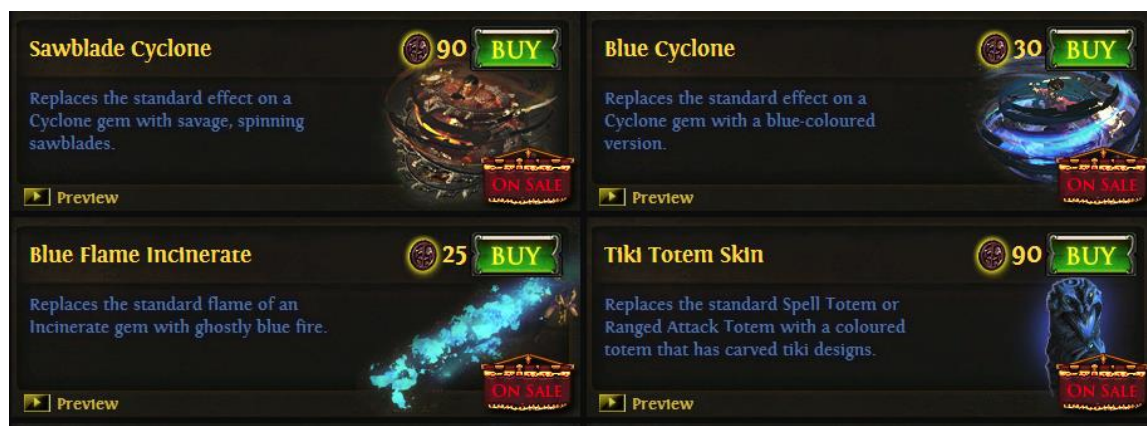 Sawblade Cyclone
90 BUY
Replaces the standard effect on a
Cyclone gem with savage, spinning
sawblades.
ON SALE
Preview
Blue Cyclone
30 BUY
Replaces the standard effect on a
Cyclone gem with a blue-coloured
version.
ON SALE
Preview
Blue Flame Incinerate
25 BUY
Replaces the standard flame of an
Incinerate gem with ghostly blue fire.
ON SALE
Preview
Tiki Totem Skin
90 BUY
Replaces the standard Spell Totem or
Ranged Attack Totem with a coloured
totem that has carved tiki designs.
ON SALE
Preview